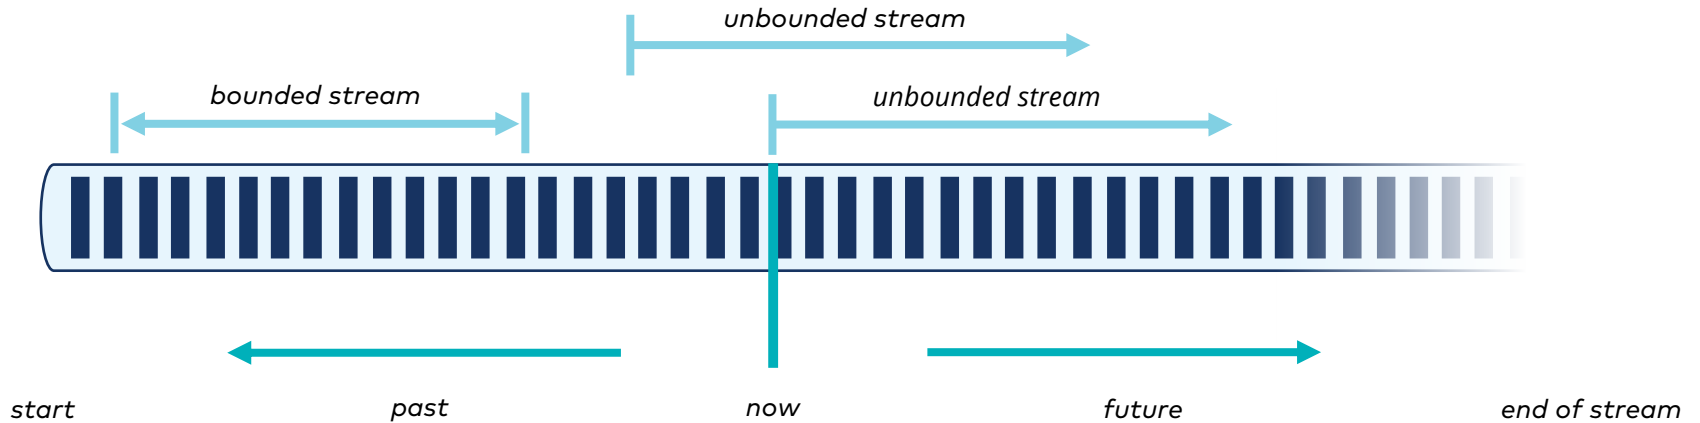 unbounded stream
bounded stream
unbounded stream
start
past
now
future
end of stream